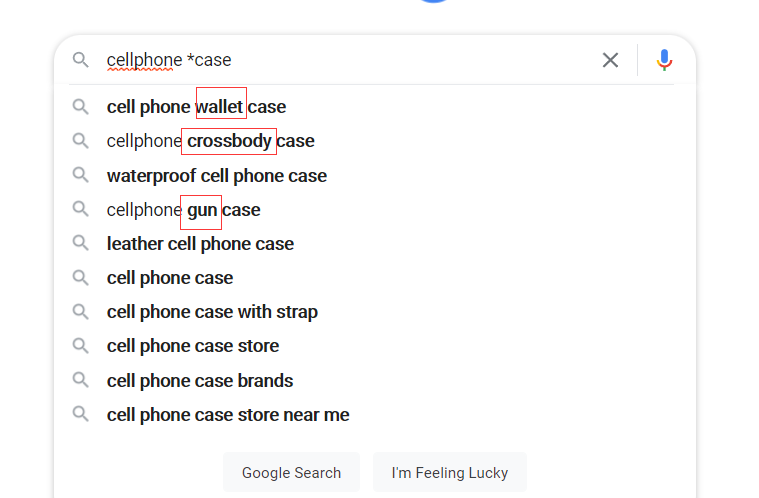 cellphone *case
cell phone wallet case
cellphone crossbody case
waterproof cell phone case
cellphone gun case
leather cell phone case
cell phone case
cell phone case with strap
cell phone case store
cell phone case brands
cell phone case store near me
Google Search I'm Feeling Lucky